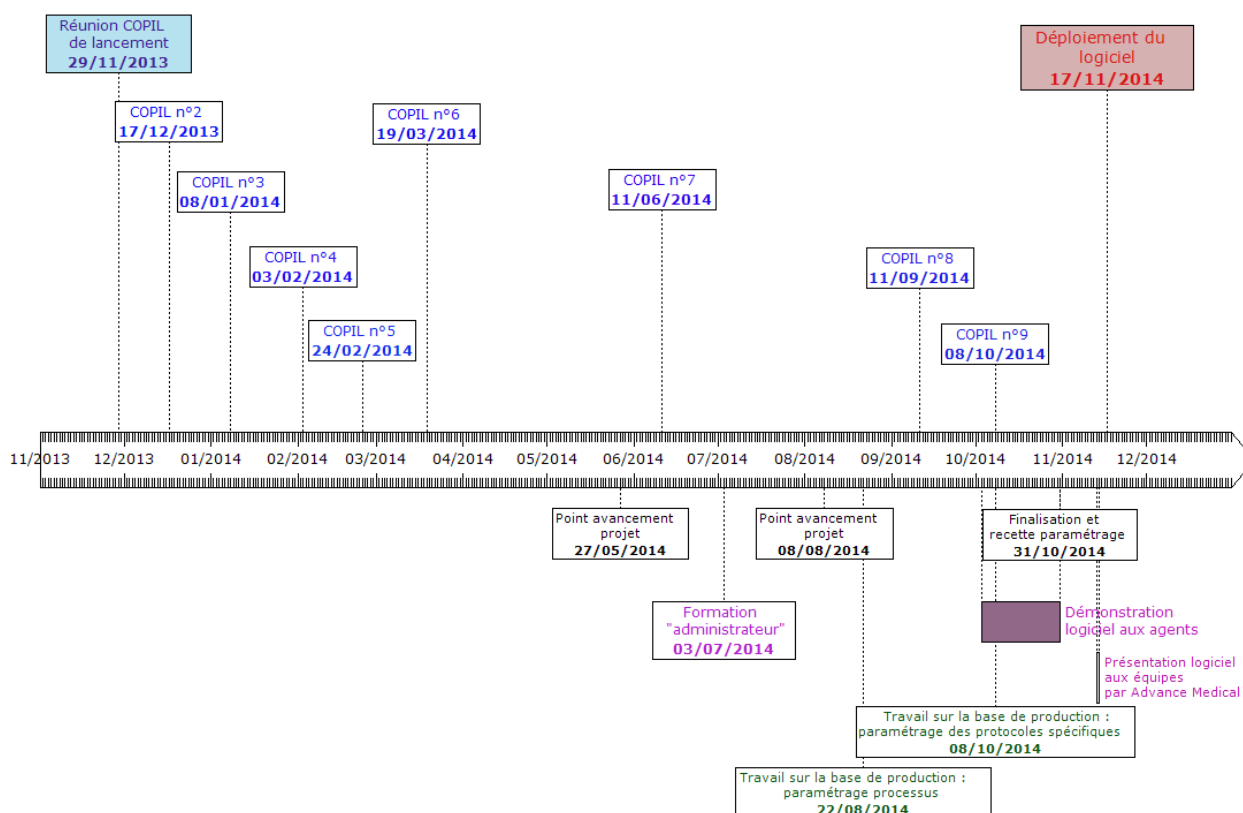 Réunion COPIL
de lancement
29/11/2013
Déploiement du
logiciel
17/11/2014
COPIL n°2
17/12/2013
COPIL n°6
19/03/2014
COPIL n°3
08/01/2014
COPIL n°7
11/06/2014
COPIL n°4
03/02/2014
COPIL n°8
11/09/2014
COPIL n°5
24/02/2014
COPIL n°9
08/10/2014
11/2013 12/2013 01/2014 02/2014 03/2014 04/2014 05/2014 06/2014 07/2014 08/2014 09/2014 10/2014 11/2014 12/2014
Point avancement
projet
27/05/2014
Point avancement
projet
08/08/2014
Finalisation et
recette paramétrage
31/10/2014
Formation
"administrateur"
03/07/2014
Démonstration
logiciel aux agents
Présentation logiciel
aux équipes
par Advance Medical
Travail sur la base de production :
paramétrage des protocoles spécifiques
08/10/2014
Travail sur la base de production :
paramétrage processus
22/08/2014